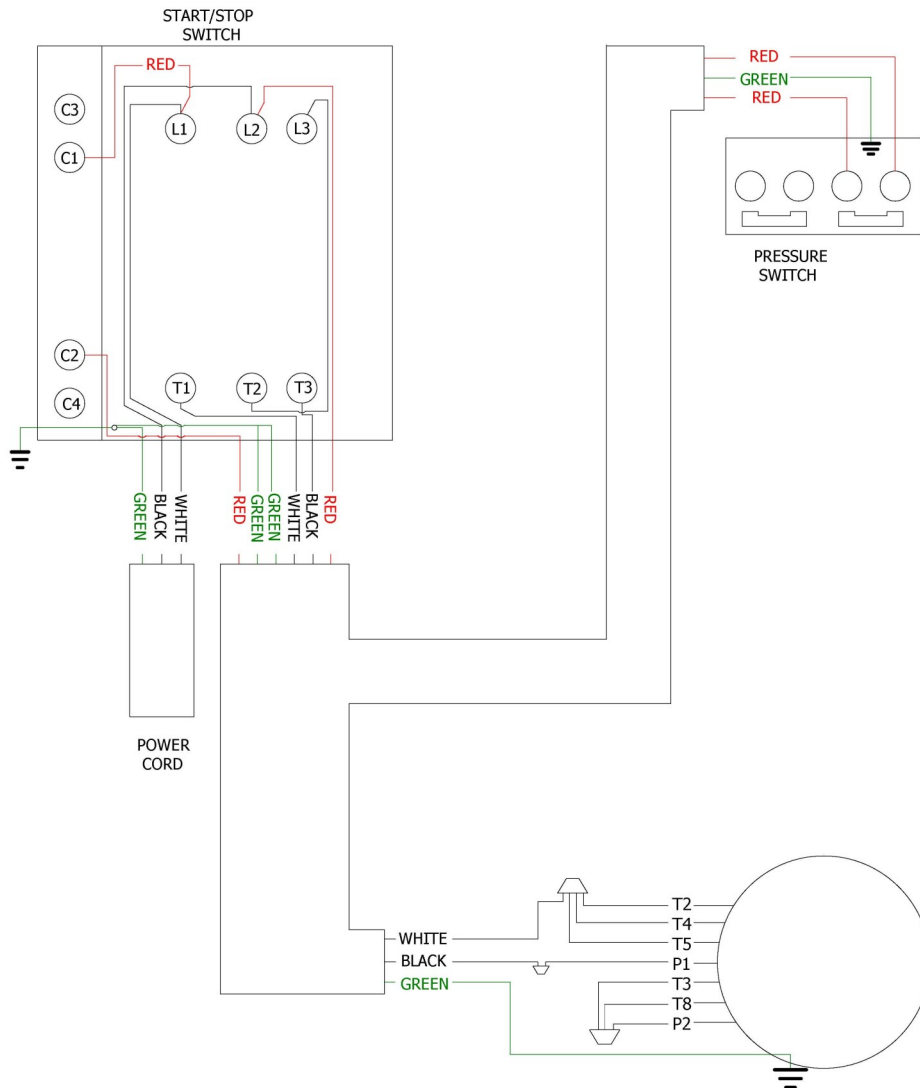 START/STOP
SWITCH
RED
C3
C1
L1
L2
L3
C2
C4
T1
T2
T3
GREEN
BLACK
WHITE
RED
GREEN
GREEN
WHITE
BLACK
RED
POWER
CORD
RED
GREEN
RED
PRESSURE
SWITCH
WHITE
BLACK
GREEN
T2
T4
T5
P1
T3
T8
P2